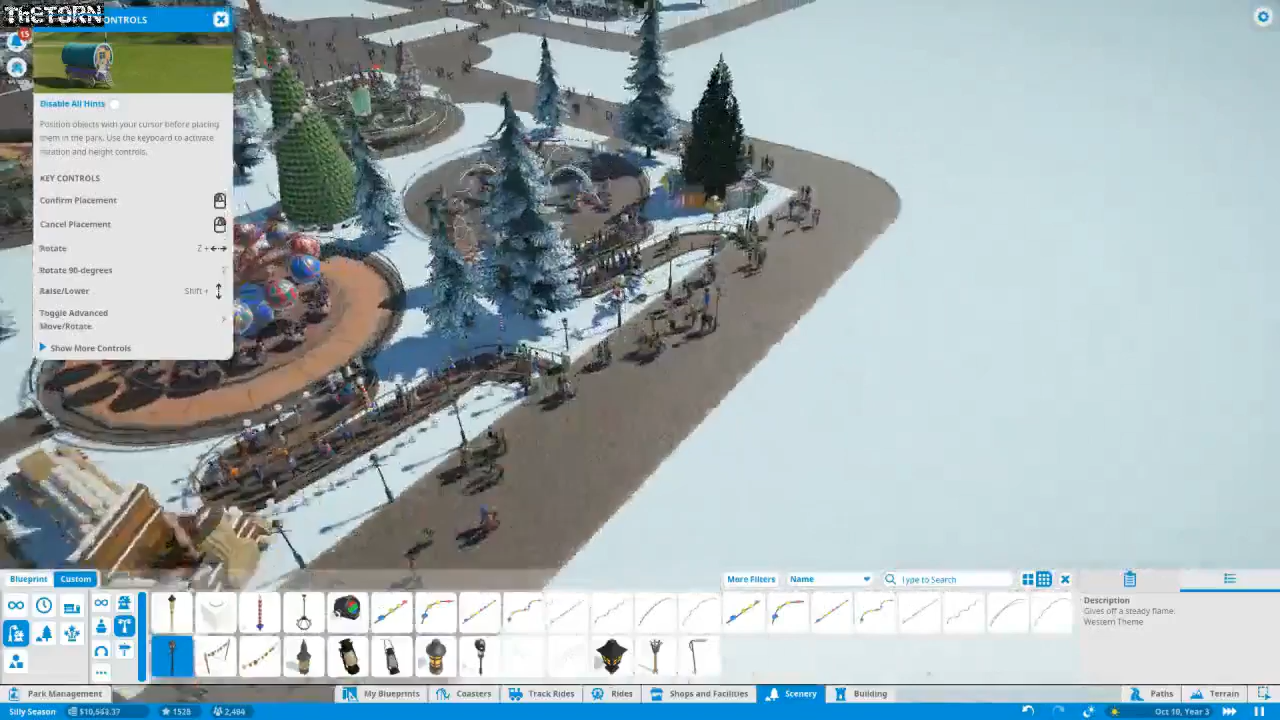 THETORN
CONTROLS
15
Disable All Hints
Position objects with your cursor before placing
them in the park. Use the keyboard to activate
rotation and height controls.
KEY CONTROLS
Confirm Placement
Cancel Placement
Rotate Z +
Rotate 90-degrees
Raise/Lower Shift +
Toggle Advanced
Move/Rotate
Show More Controls
Blueprint Custom More Filters Name Type to Search
Description
Gives off a steady flame.
Western Theme
Park Management My Blueprints Coasters Track Rides Rides Shops and Facilities Scenery Building Paths Terrain
Silly Season 1528 2,484 Oct 10, Year 3